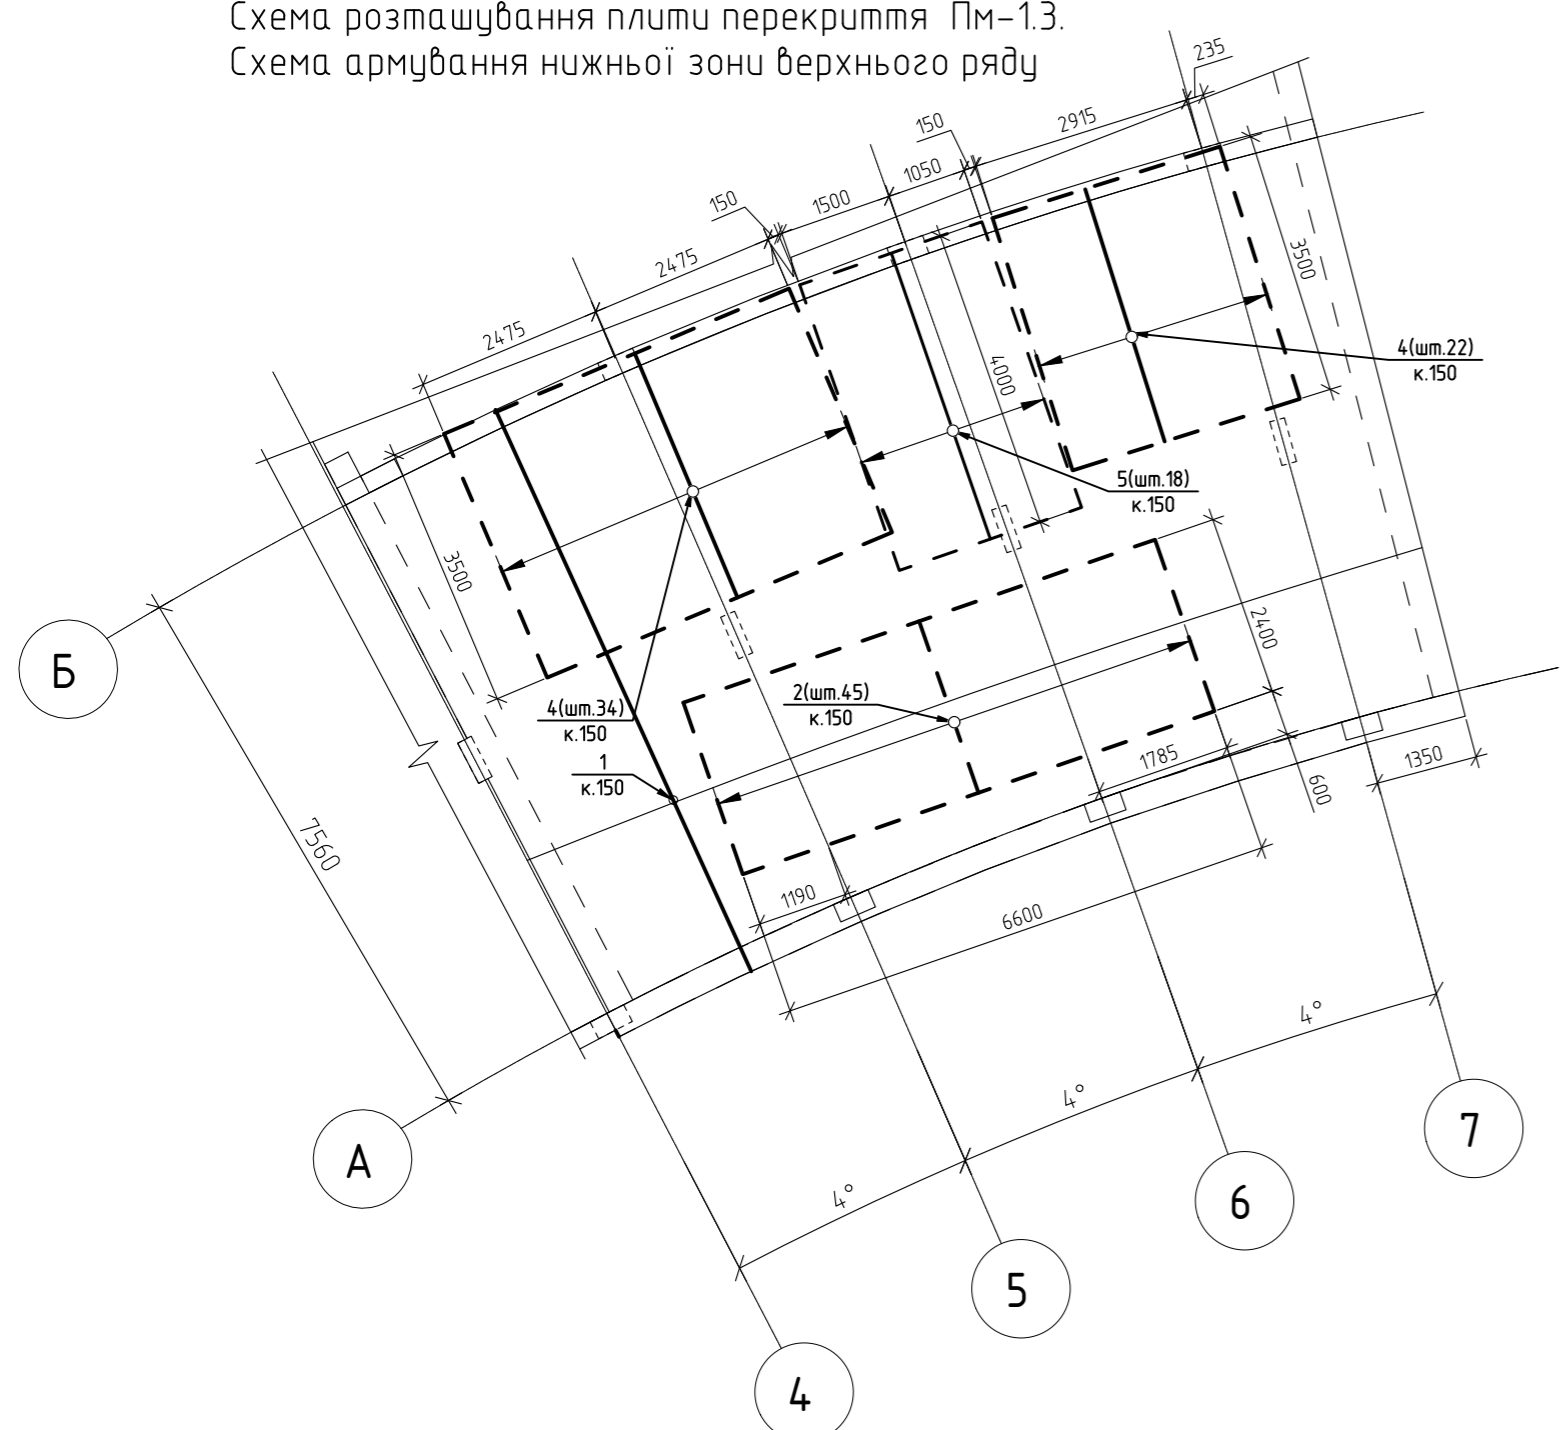 Схема розташування плити перекриття Пм-1.3.
Схема армування нижньої зони верхнього ряду
235
2915
150
1050
1500
150
2475
2475
3500
4000
3500
4(шт.22)
к.150
5(шт.18)
к.150
3500
2400
Б
4(шт.34)
к.150
2(шт.45)
к.150
1
к.150
1785
1350
600
7560
1190
6600
4°
4°
4°
А
7
6
5
4